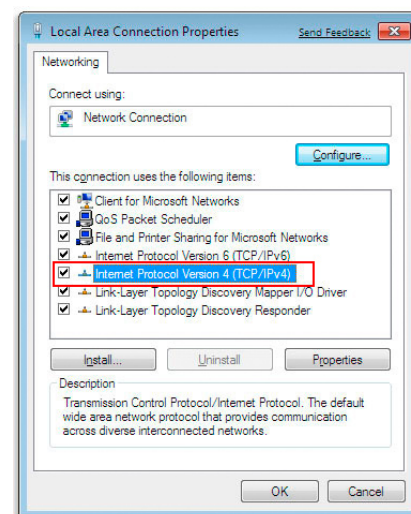 Local Area Connection Properties
Send Feedback
Networking
Connect using:
Network Connection
Configure...
This connection uses the following items:
Client for Microsoft Networks
QoS Packet Scheduler
File and Printer Sharing for Microsoft Networks
Internet Protocol Version 6 (TCP/IPv6)
Internet Protocol Version 4 (TCP/IPv4)
Link-Layer Topology Discovery Mapper I/O Driver
Link-Layer Topology Discovery Responder
Install...
Uninstall
Properties
Description
Transmission Control Protocol/Internet Protocol. The default
wide area network protocol that provides communication
across diverse interconnected networks.
OK
Cancel